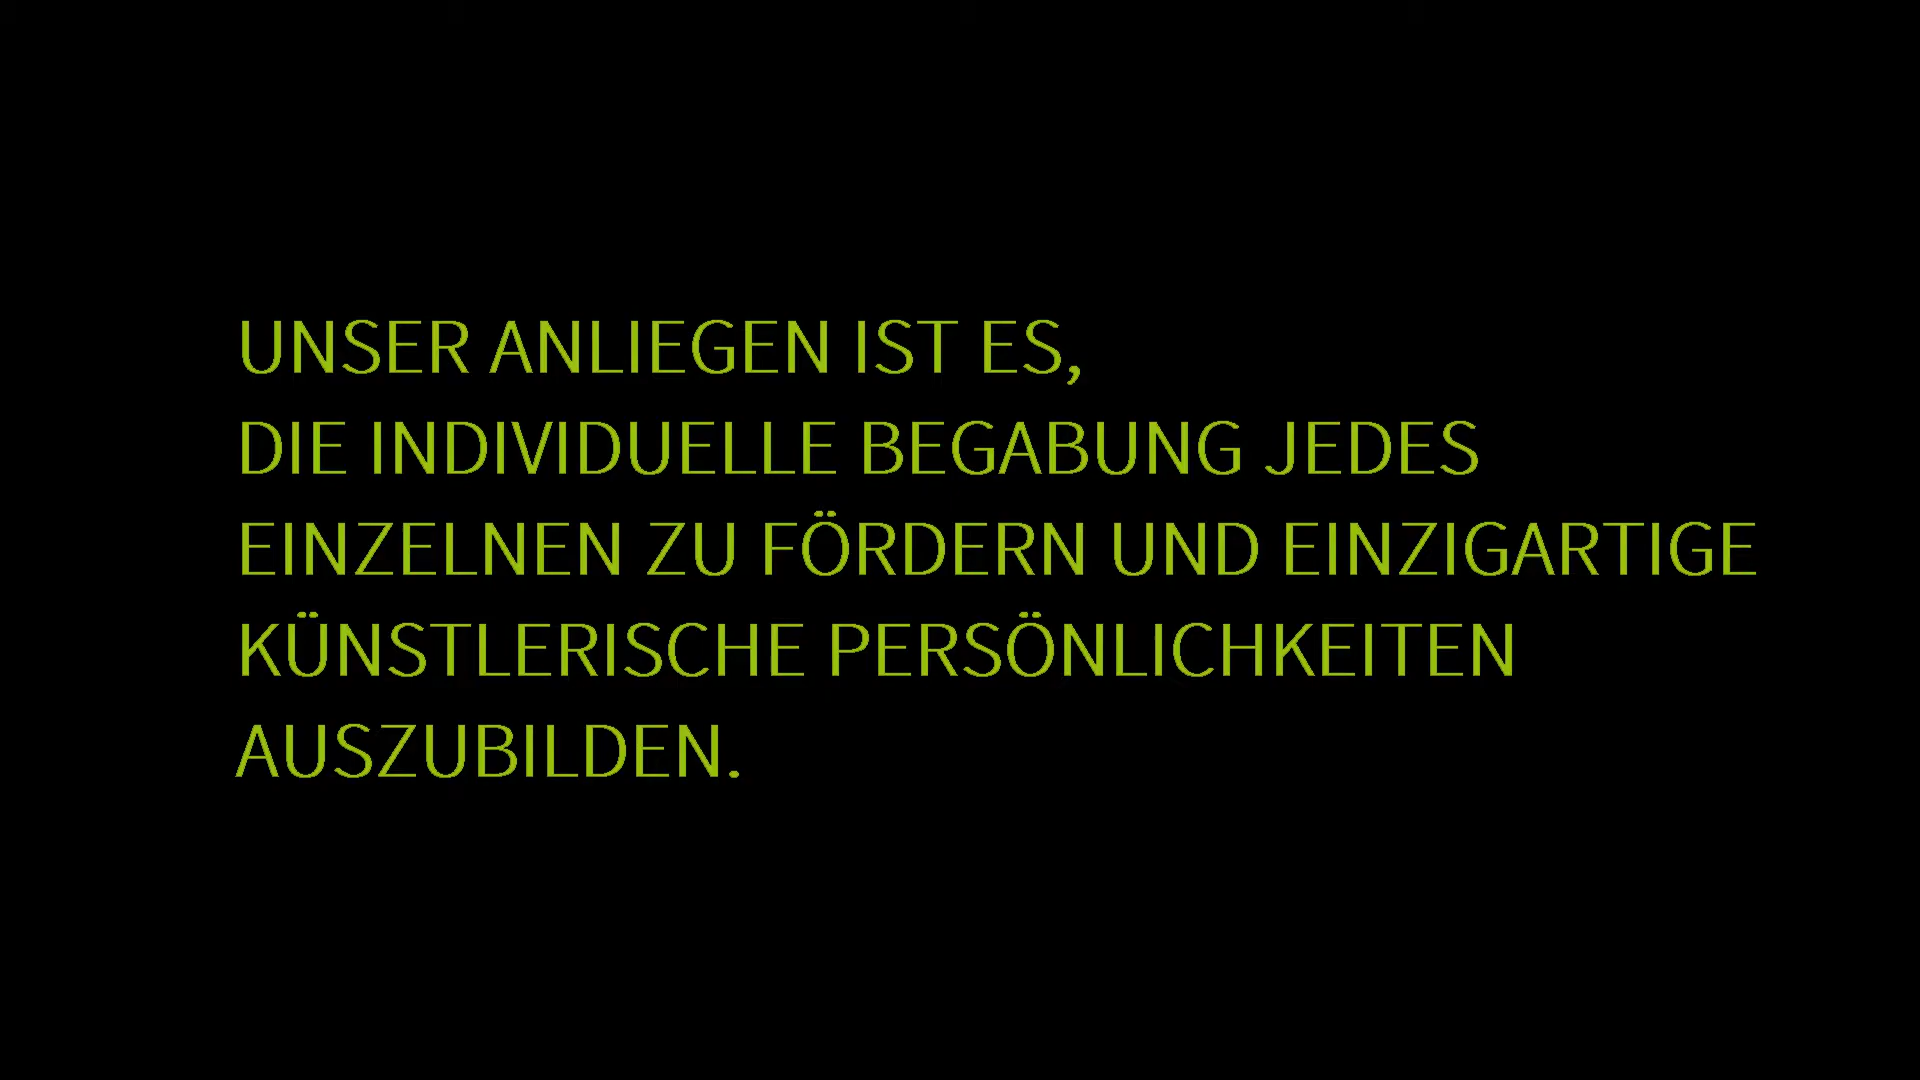 UNSER ANLIEGEN IST ES,
DIE INDIVIDUELLE BEGABUNG JEDES
EINZELNEN ZU FÖRDERN UND EINZIGARTIGE
KÜNSTLERISCHE PERSÖNLICHKEITEN
AUSZUBILDEN.